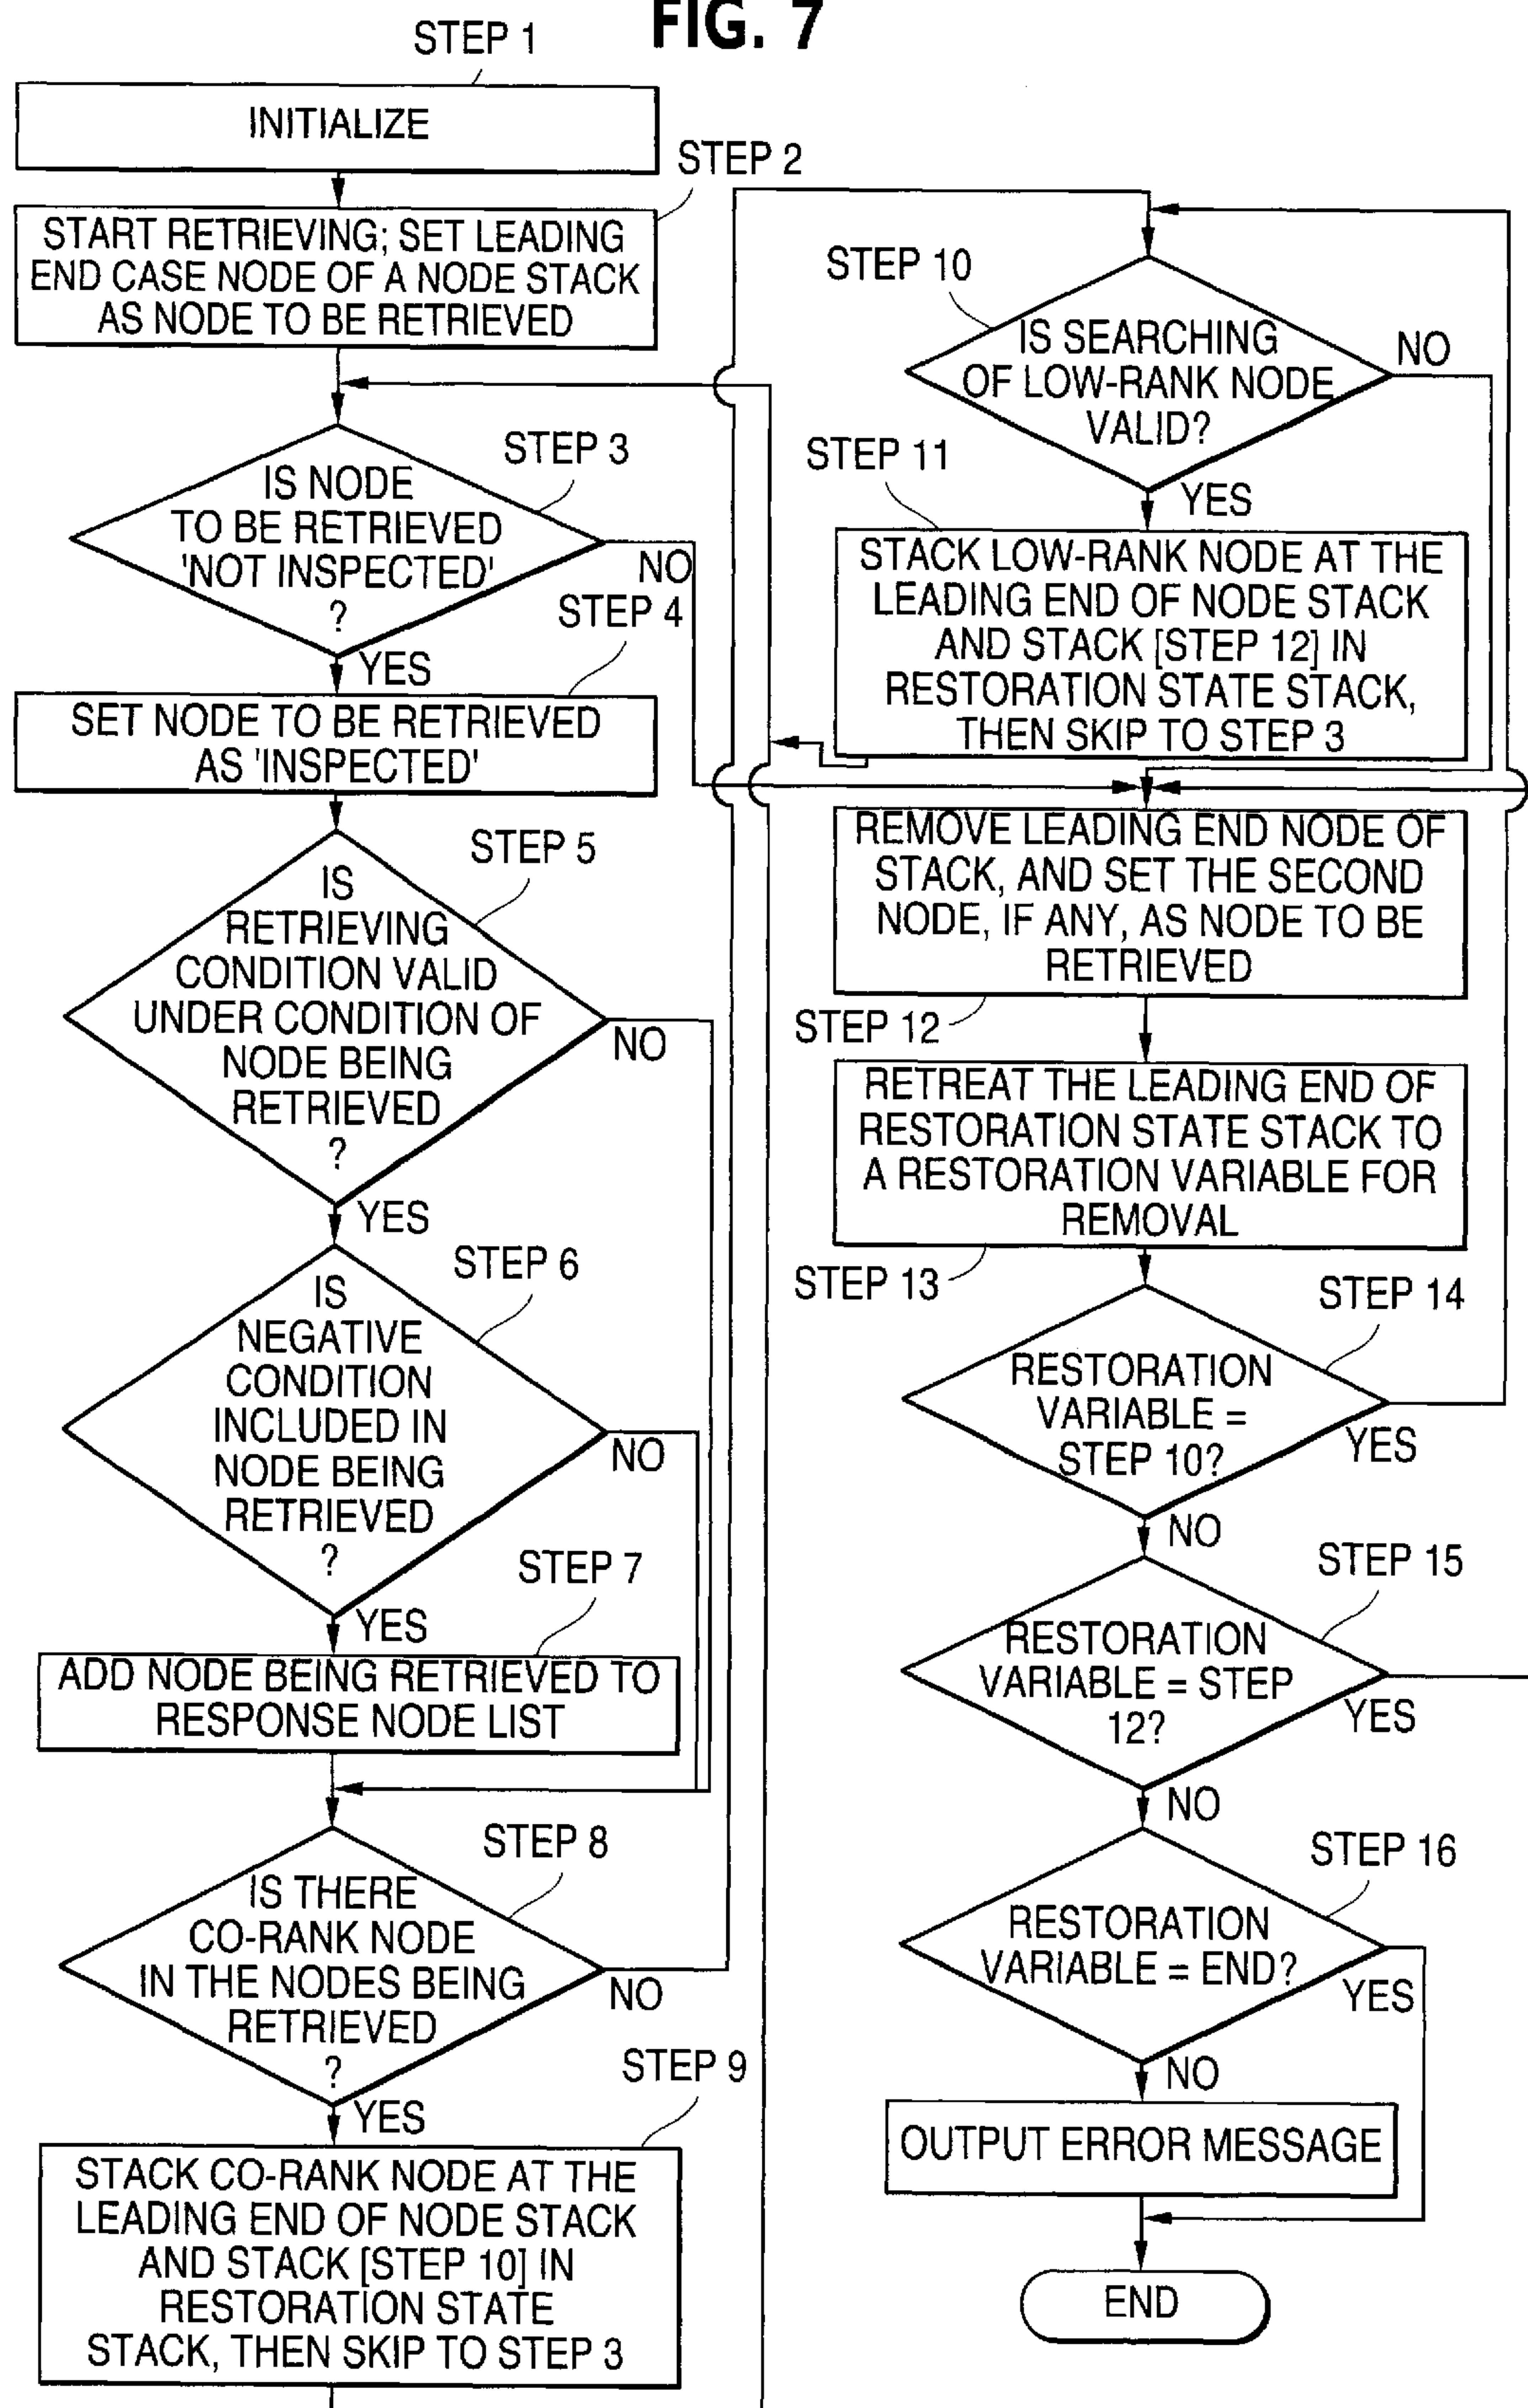 FIG. 7
STEP 1
INITIALIZE
STEP 2
START RETRIEVING; SET LEADING
END CASE NODE OF A NODE STACK
AS NODE TO BE RETRIEVED
STEP 3
IS NODE
TO BE RETRIEVED
'NOT INSPECTED'
?
NO
YES
STEP 4
SET NODE TO BE RETRIEVED
AS 'INSPECTED'
STEP 5
IS
RETRIEVING
CONDITION VALID
UNDER CONDITION OF
NODE BEING
RETRIEVED
?
NO
YES
STEP 6
IS
NEGATIVE
CONDITION
INCLUDED IN
NODE BEING
RETRIEVED
?
NO
YES
STEP 7
ADD NODE BEING RETRIEVED TO
RESPONSE NODE LIST
STEP 8
IS THERE
CO-RANK NODE
IN THE NODES BEING
RETRIEVED
?
NO
YES
STEP 9
STACK CO-RANK NODE AT THE
LEADING END OF NODE STACK
AND STACK [STEP 10] IN
RESTORATION STATE
STACK, THEN SKIP TO STEP 3
STEP 10
IS SEARCHING
OF LOW-RANK NODE
VALID?
NO
YES
STEP 11
STACK LOW-RANK NODE AT THE
LEADING END OF NODE STACK
AND STACK [STEP 12] IN
RESTORATION STATE STACK,
THEN SKIP TO STEP 3
REMOVE LEADING END NODE OF
STACK, AND SET THE SECOND
NODE, IF ANY, AS NODE TO BE
RETRIEVED
STEP 12
RETREAT THE LEADING END OF
RESTORATION STATE STACK TO
A RESTORATION VARIABLE FOR
REMOVAL
STEP 13
STEP 14
RESTORATION
VARIABLE =
STEP 10?
YES
NO
STEP 15
RESTORATION
VARIABLE = STEP
12?
YES
NO
STEP 16
RESTORATION
VARIABLE = END?
YES
NO
OUTPUT ERROR MESSAGE
END